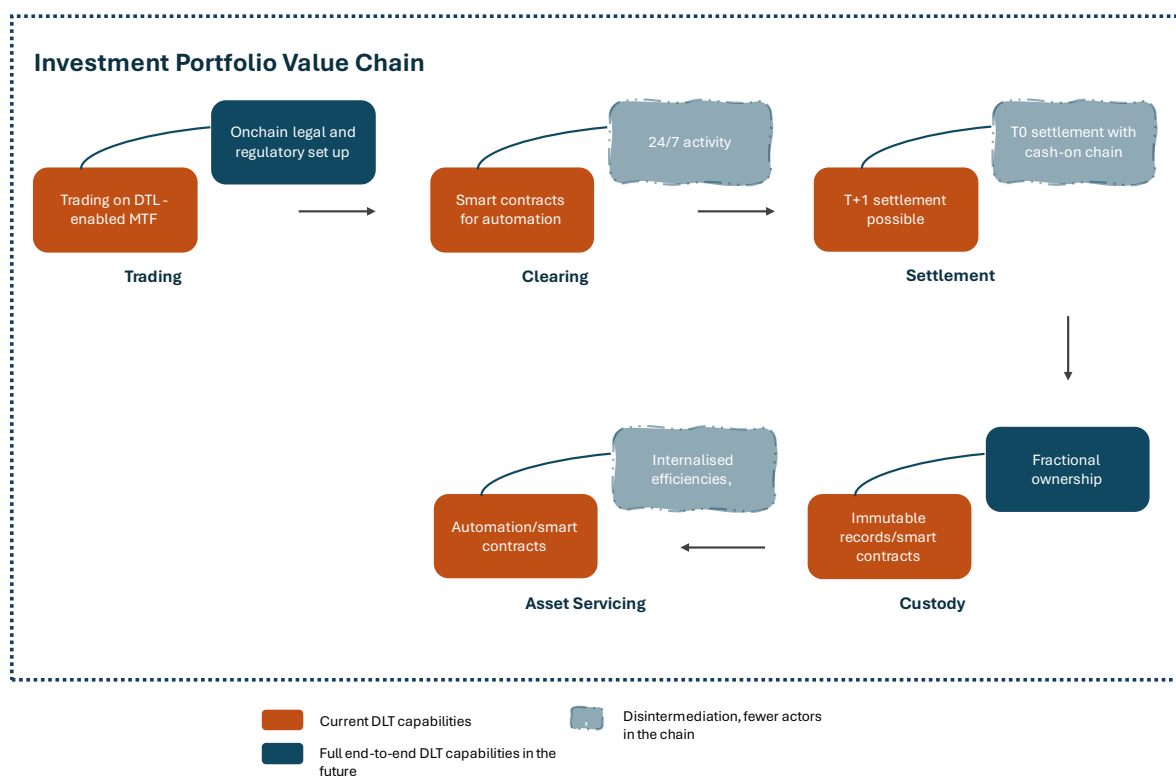 Investment Portfolio Value Chain
Onchain legal and
regulatory set up
Trading on DTL -
enabled MTF
Trading
24/7 activity
Smart contracts
for automation
Clearing
T0 settlement with
cash-on chain
T+1 settlement
possible
Settlement
Fractional
ownership
Immutable
records/smart
contracts
Custody
Internalised
efficiencies,
Automation/smart
contracts
Asset Servicing
Current DLT capabilities
Full end-to-end DLT capabilities in the
future
,
Disintermediation, fewer actors
in the chain